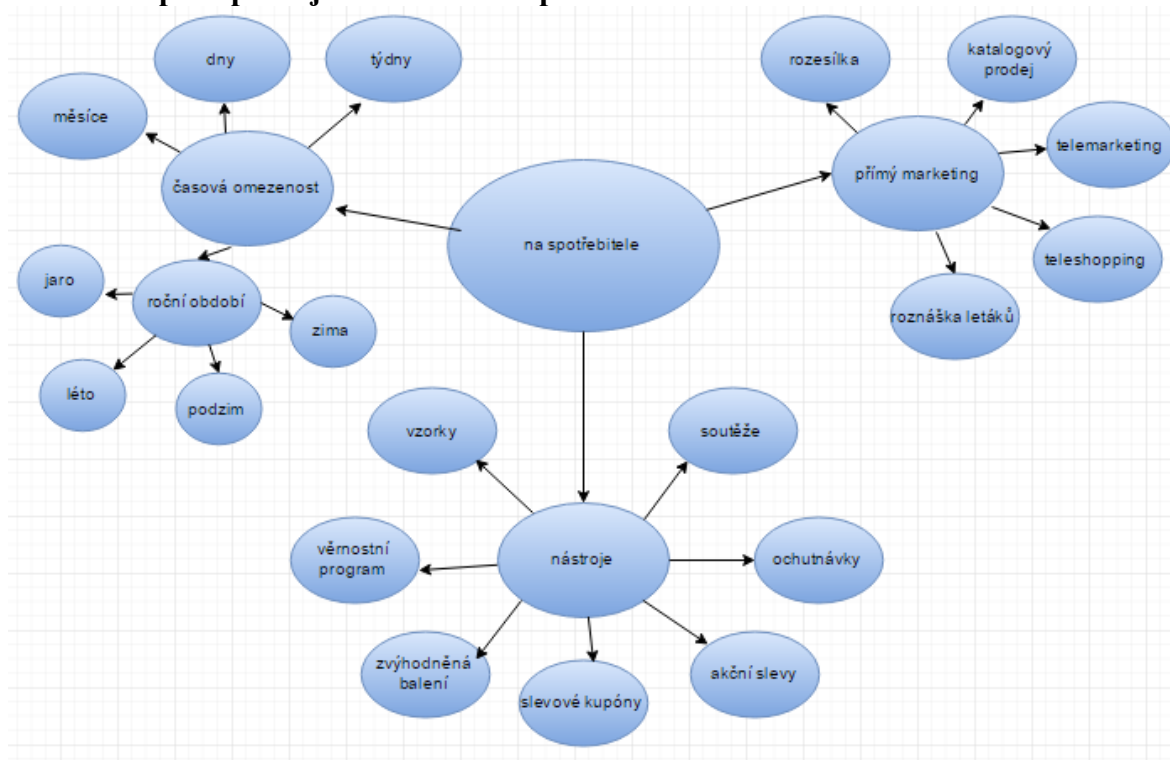 dny
týdny
měsíce
časová omezenost
roční období
jaro
zima
léto
podzim
na spotřebitele
rozesílka
katalogový
prodej
telemarketing
přímý marketing
teleshopping
roznáška letáků
vzorky
soutěže
věrnostní
program
nástroje
ochutnávky
zvýhodněná
balení
slevové kupóny
akční slevy